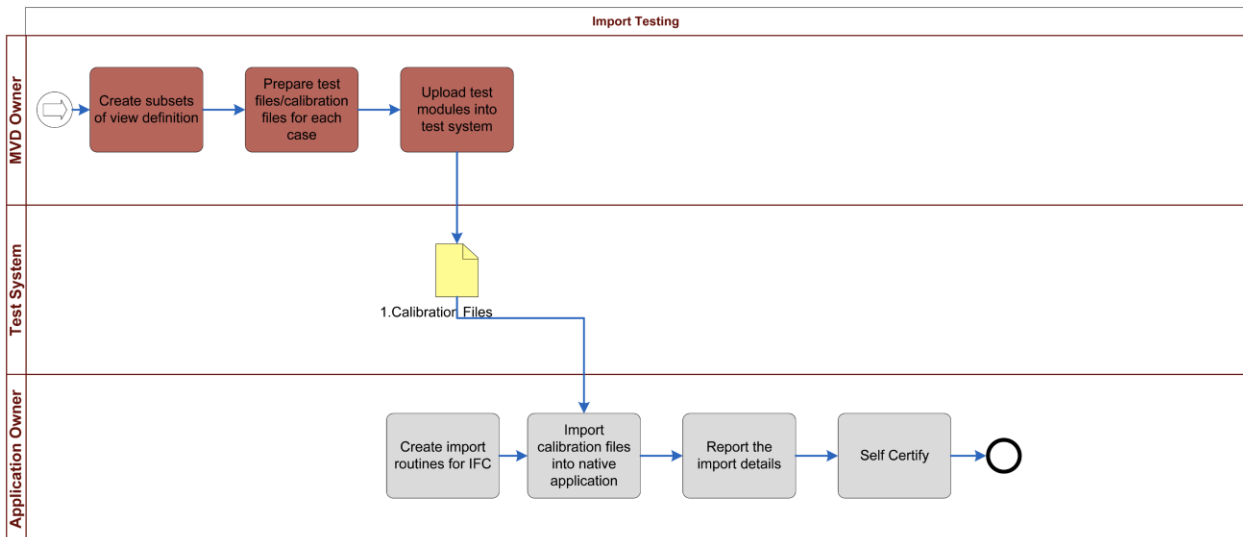 Import Testing
MVD Owner
Create subsets
of view definition
Prepare test
files/calibration
files for each
case
Upload test
modules into
test system
Test System
1.Calibration Files
Application Owner
Create import
routines for IFC
Import
calibration files
into native
application
Report the
import details
Self Certify